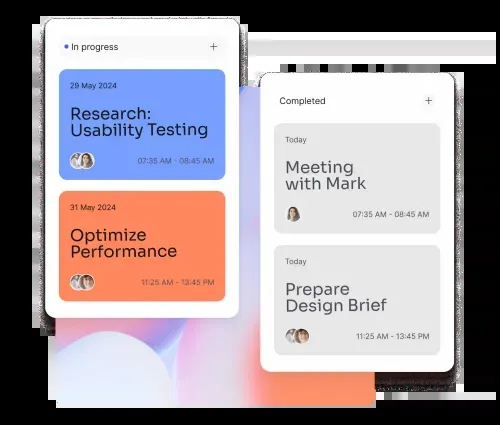 In progress
29 May 2024
Research:
Usability Testing
07:35 AM - 08:45 AM
31 May 2024
Optimize
Performance
11:25 AM - 13:45 PM
Completed
Today
Meeting
with Mark
07:35 AM - 08:45 AM
Today
Prepare
Design Brief
11:25 AM - 13:45 PM